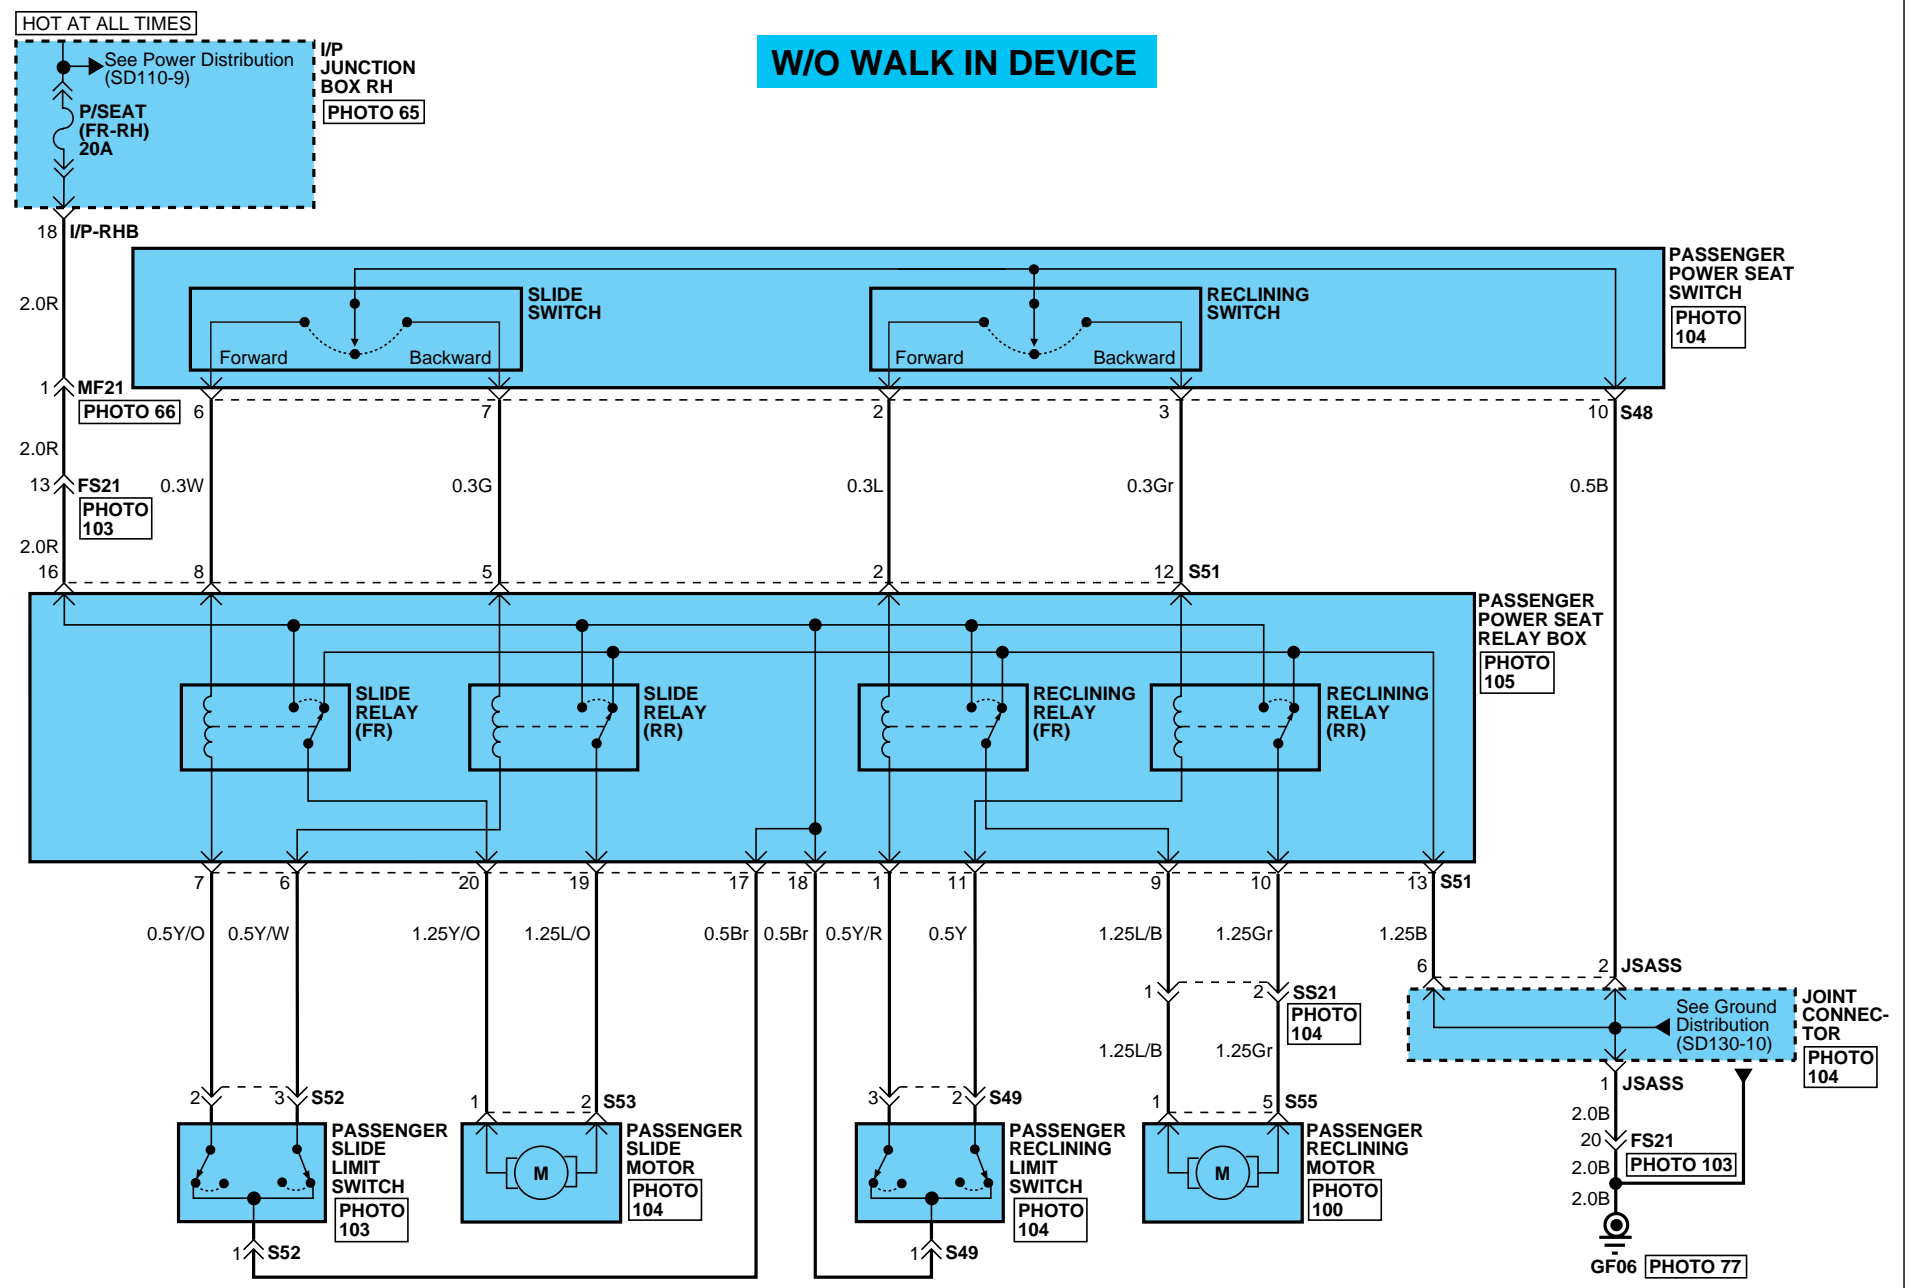 HOT AT ALL TIMES
See Power Distribution
(SD110-9)
P/SEAT
(FR-RH)
20A
I/P
JUNCTION
BOX RH
PHOTO 65
W/O WALK IN DEVICE
18 I/P-RHB
2.0R
SLIDE
SWITCH
Forward
Backward
RECLINING
SWITCH
Forward
Backward
PASSENGER
POWER SEAT
SWITCH
PHOTO
104
1 MF21
PHOTO 66
6 7 2 3 10 S48
2.0R
13 FS21
PHOTO
103
0.3W 0.3G 0.3L 0.3Gr 0.5B
2.0R
16 8 5 2 12 S51
PASSENGER
POWER SEAT
RELAY BOX
PHOTO
105
SLIDE
RELAY
(FR)
SLIDE
RELAY
(RR)
RECLINING
RELAY
(FR)
RECLINING
RELAY
(RR)
7 6 20 19 17 18 1 11 9 10 13 S51
0.5Y/O 0.5Y/W 1.25Y/O 1.25L/O 0.5Br 0.5Br 0.5Y/R 0.5Y 1.25L/B 1.25Gr 1.25B
6 2 JSASS
1 2 SS21
PHOTO
104
1.25L/B 1.25Gr
See Ground
Distribution
(SD130-10)
JOINT
CONNEC-
TOR
PHOTO
104
1 JSASS
2.0B
20 FS21
PHOTO 103
2.0B
2.0B
GF06 PHOTO 77
2 3 S52
PASSENGER
SLIDE
LIMIT
SWITCH
PHOTO
103
1 S52
1 2 S53
M
PASSENGER
SLIDE
MOTOR
PHOTO
104
3 2 S49
PASSENGER
RECLINING
LIMIT
SWITCH
PHOTO
104
1 S49
1 5 S55
M
PASSENGER
RECLINING
MOTOR
PHOTO
100